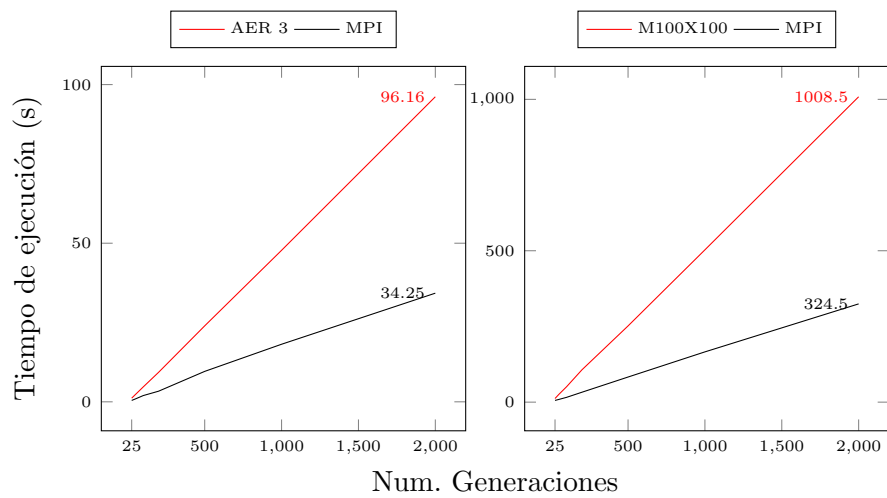 AER 3 MPI
M100X100 MPI
Tiempo de ejecución (s)
100
50
0
96.16
34.25
25 500 1,000 1,500 2,000
1,000
500
0
1008.5
324.5
25 500 1,000 1,500 2,000
Num. Generaciones